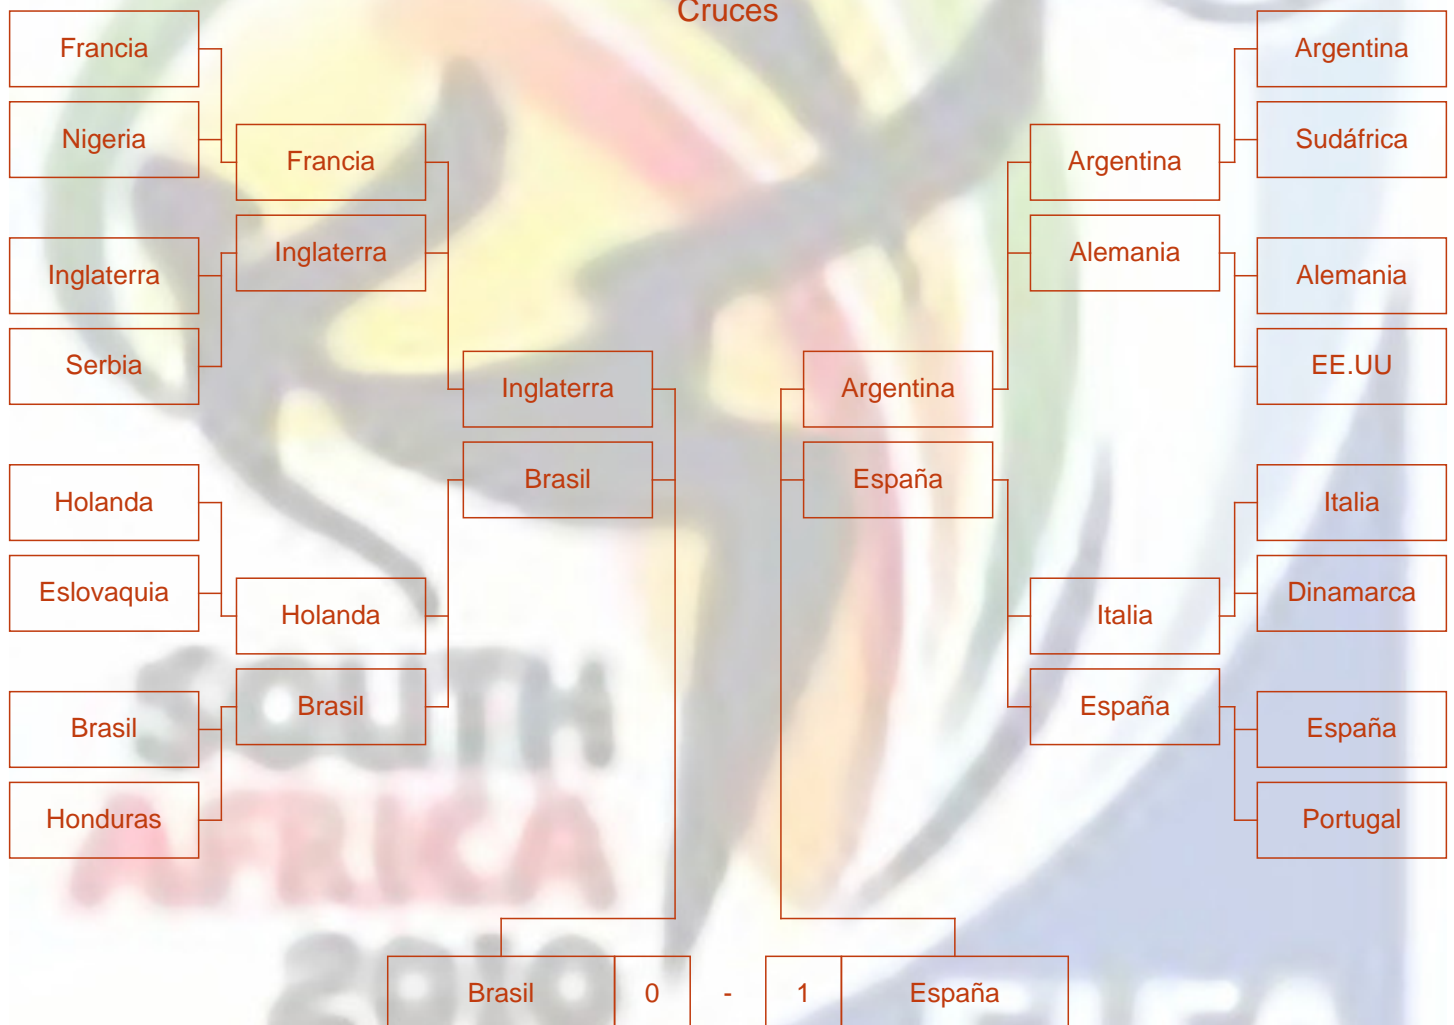 Cruces
Francia
Nigeria
Francia
Inglaterra
Inglaterra
Serbia
Inglaterra
Brasil
Holanda
Eslovaquia
Holanda
Brasil
Brasil
Honduras
Argentina
Sudáfrica
Argentina
Alemania
Alemania
EE.UU
Argentina
España
Italia
Dinamarca
Italia
España
España
Portugal
SOUTH
AFRICA
2010
FIFA
Brasil 0 - 1 España